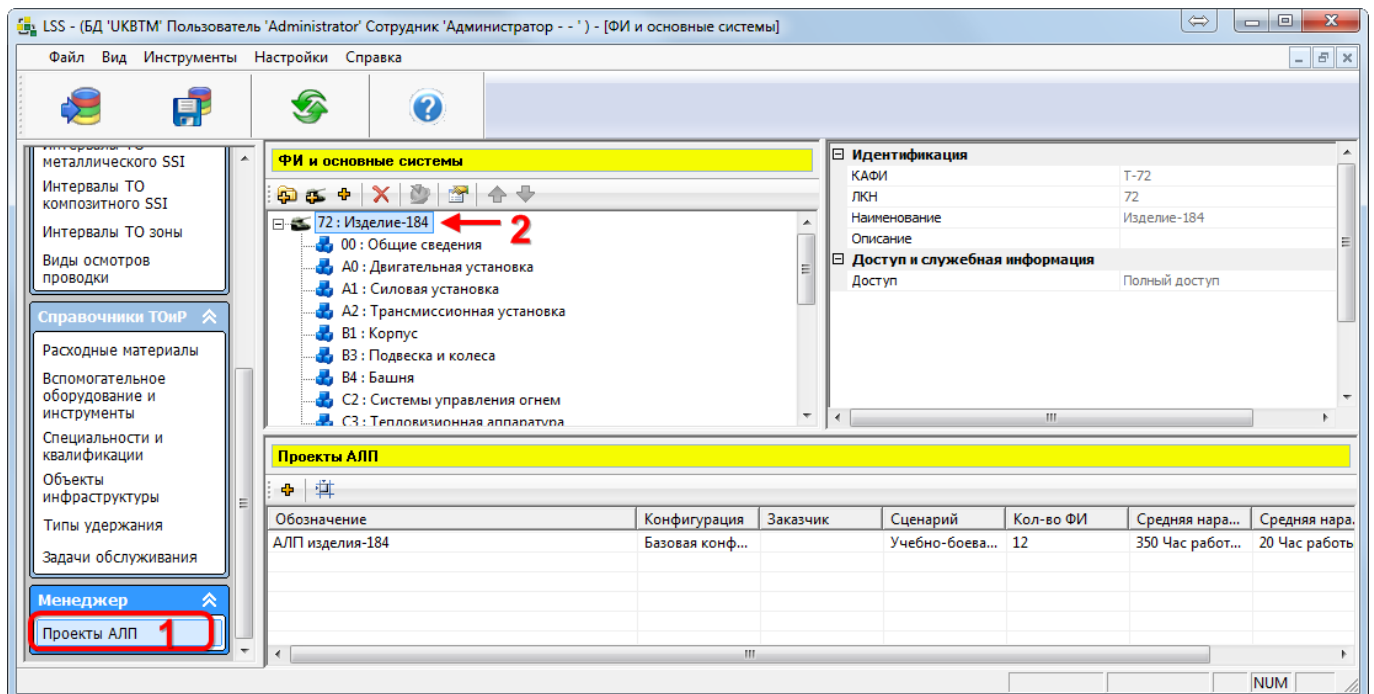 LSS - (БД 'UKBTM' Пользователь 'Administrator' Сотрудник 'Администратор - - ' ) - [ФИ и основные системы]
Файл Вид Инструменты Настройки Справка
металлического SSI
Интервалы ТО
композитного SSI
Интервалы ТО зоны
Виды осмотров
проводки
Справочники ТОиР
Расходные материалы
Вспомогательное
оборудование и
инструменты
Специальности и
квалификации
Объекты
инфраструктуры
Типы удержания
Задачи обслуживания
Менеджер
Проекты АЛП 1
ФИ и основные системы
72 : Изделие-184 2
00 : Общие сведения
A0 : Двигательная установка
A1 : Силовая установка
A2 : Трансмиссионная установка
B1 : Корпус
B3 : Подвеска и колеса
B4 : Башня
C2 : Системы управления огнем
C3 : Тепловизионная аппаратура
Идентификация
КАФИ Т-72
ЛКН 72
Наименование Изделие-184
Описание
Доступ и служебная информация
Доступ Полный доступ
Проекты АЛП
Обозначение Конфигурация Заказчик Сценарий Кол-во ФИ Средняя нара... Средняя нара.
АЛП изделия-184 Базовая конф... Учебно-боева... 12 350 Час работ... 20 Час работь
NUM